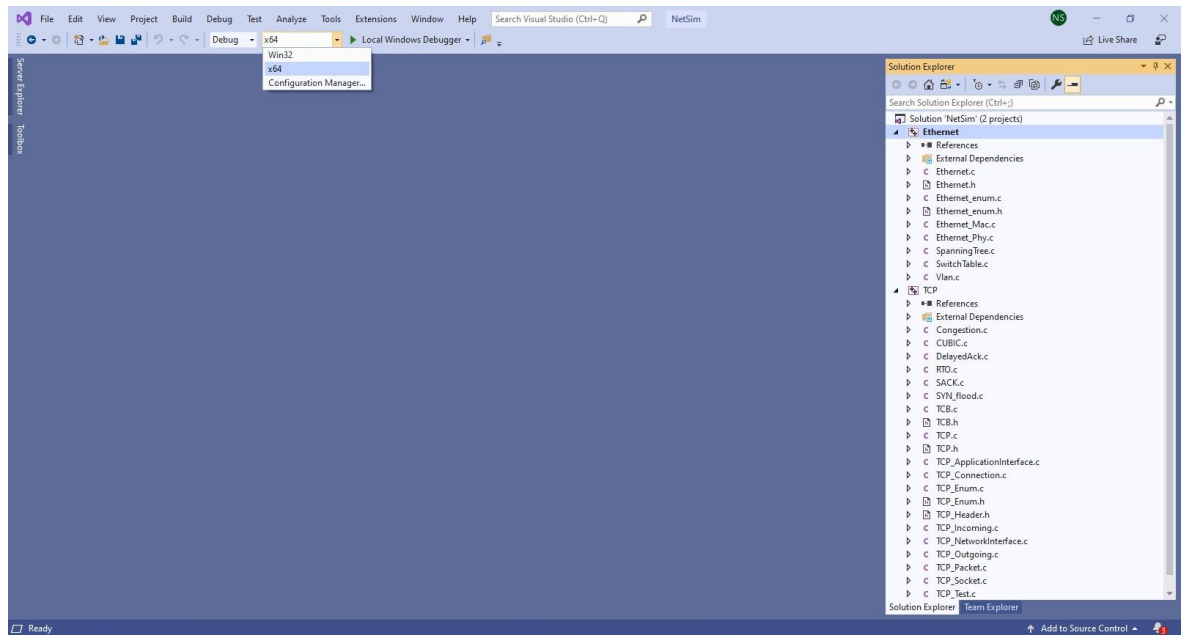 File Edit View Project Build Debug Test Analyze Tools Extensions Window Help Search Visual Studio (Ctrl+Q) NetSim NS
Debug x64 Local Windows Debugger Live Share
Win32
x64
Configuration Manager...
Server Explorer
Toolbox
Solution Explorer
Search Solution Explorer (Ctrl+;)
Solution 'NetSim' (2 projects)
Ethernet
References
External Dependencies
Ethernet.c
Ethernet.h
Ethernet_enum.c
Ethernet_enum.h
Ethernet_Mac.c
Ethernet_Phy.c
SpanningTree.c
SwitchTable.c
Vlan.c
TCP
References
External Dependencies
Congestion.c
CUBIC.c
DelayedAck.c
RTO.c
SACK.c
SYN_flood.c
TCB.c
TCB.h
TCP.c
TCP.h
TCP_ApplicationInterface.c
TCP_Connection.c
TCP_Enum.c
TCP_Enum.h
TCP_Header.h
TCP_Incoming.c
TCP_NetworkInterface.c
TCP_Outgoing.c
TCP_Packet.c
TCP_Socket.c
TCP_Test.c
Solution Explorer Team Explorer
Ready Add to Source Control 3